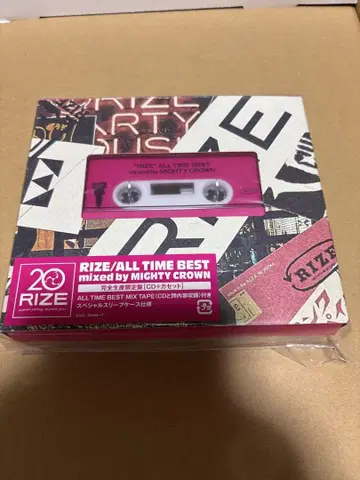 RIZE
PARTY
HOUSE
"RIZE" ALL TIME BEST
mixed by MIGHTY CROWN
RIZE
20
RIZE
RIZE/ALL TIME BEST
mixed by MIGHTY CROWN
完全生産限定盤 [CD+カセット]
ALL TIME BEST MIX TAPE(CDと同内容収録)付き
スペシャルスリーブケース仕様